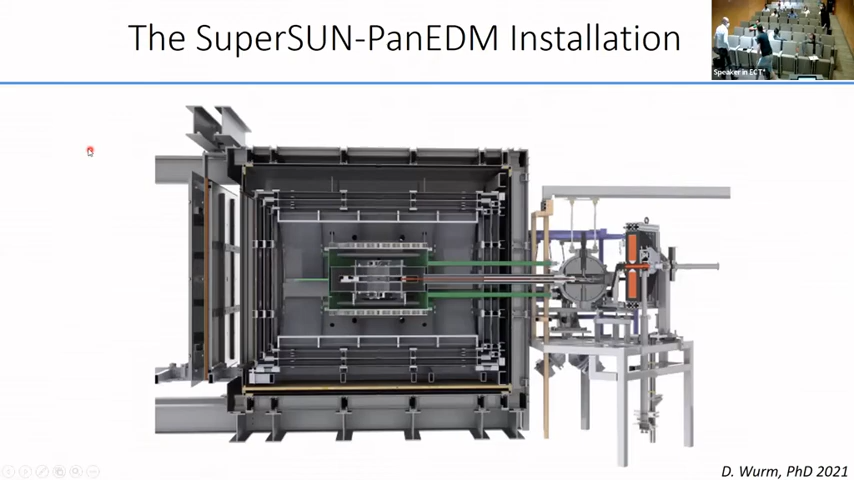 The SuperSUN-PanEDM Installation
Speaker in ECT*
D. Wurm, PhD 2021